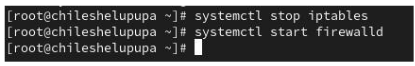 [root@chileshelupupa ~]# systemctl stop iptables
[root@chileshelupupa ~]# systemctl start firewalld
[root@chileshelupupa ~]#